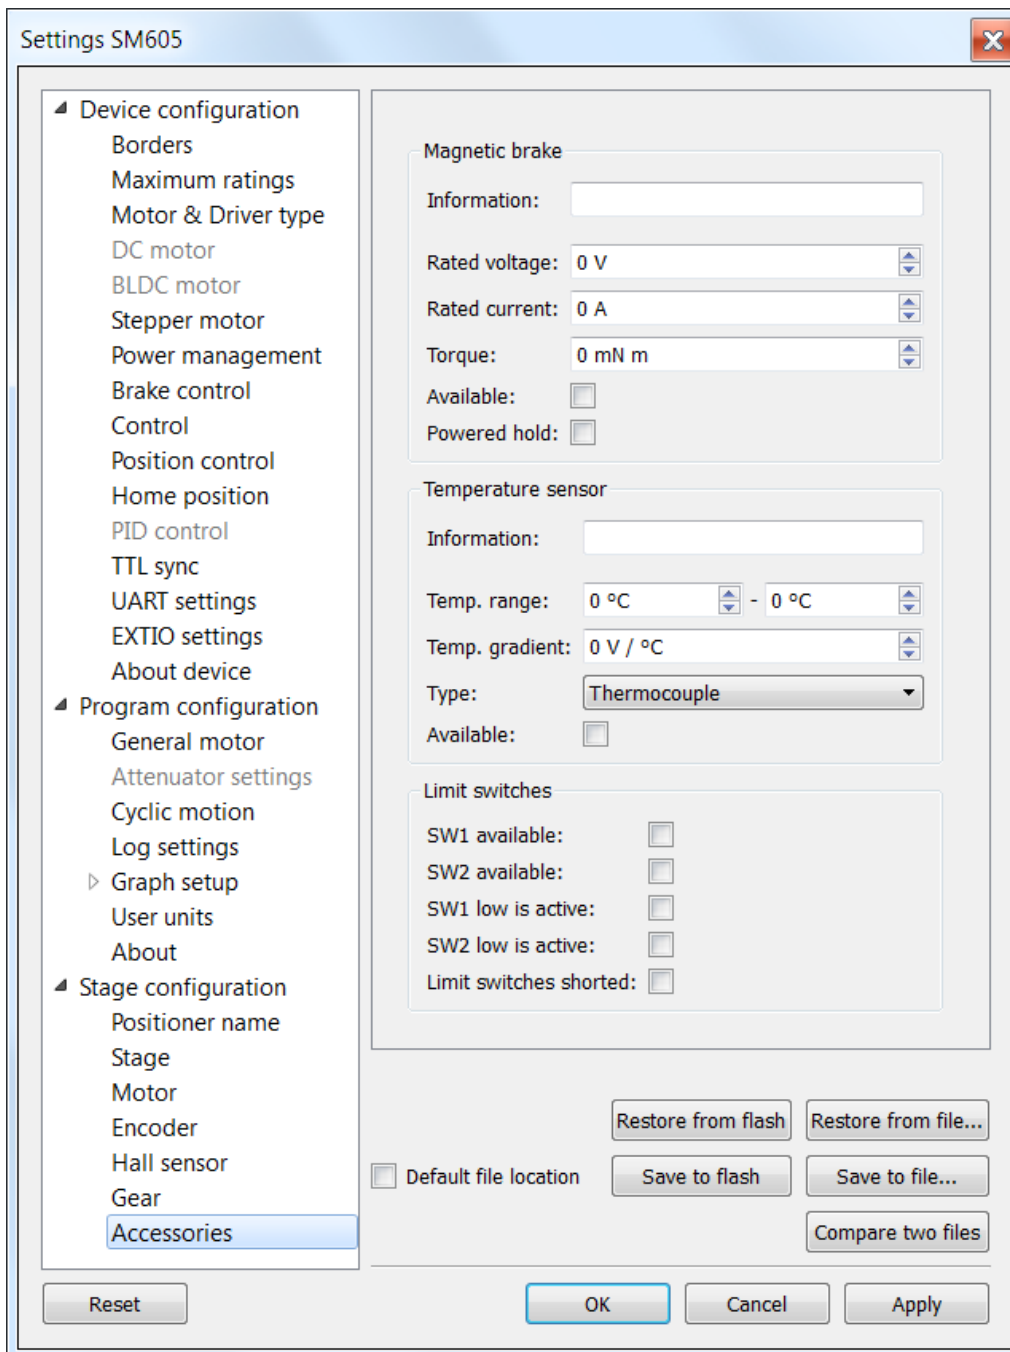 Settings SM605
Device configuration
Borders
Maximum ratings
Motor & Driver type
DC motor
BLDC motor
Stepper motor
Power management
Brake control
Control
Position control
Home position
PID control
TTL sync
UART settings
EXTIO settings
About device
Program configuration
General motor
Attenuator settings
Cyclic motion
Log settings
Graph setup
User units
About
Stage configuration
Positioner name
Stage
Motor
Encoder
Hall sensor
Gear
Accessories
Magnetic brake
Information:
Rated voltage: 0 V
Rated current: 0 A
Torque: 0 mN m
Available:
Powered hold:
Temperature sensor
Information:
Temp. range: 0 ºC - 0 ºC
Temp. gradient: 0 V / ºC
Type: Thermocouple
Available:
Limit switches
SW1 available:
SW2 available:
SW1 low is active:
SW2 low is active:
Limit switches shorted:
Restore from flash Restore from file...
Default file location Save to flash Save to file...
Compare two files
Reset OK Cancel Apply